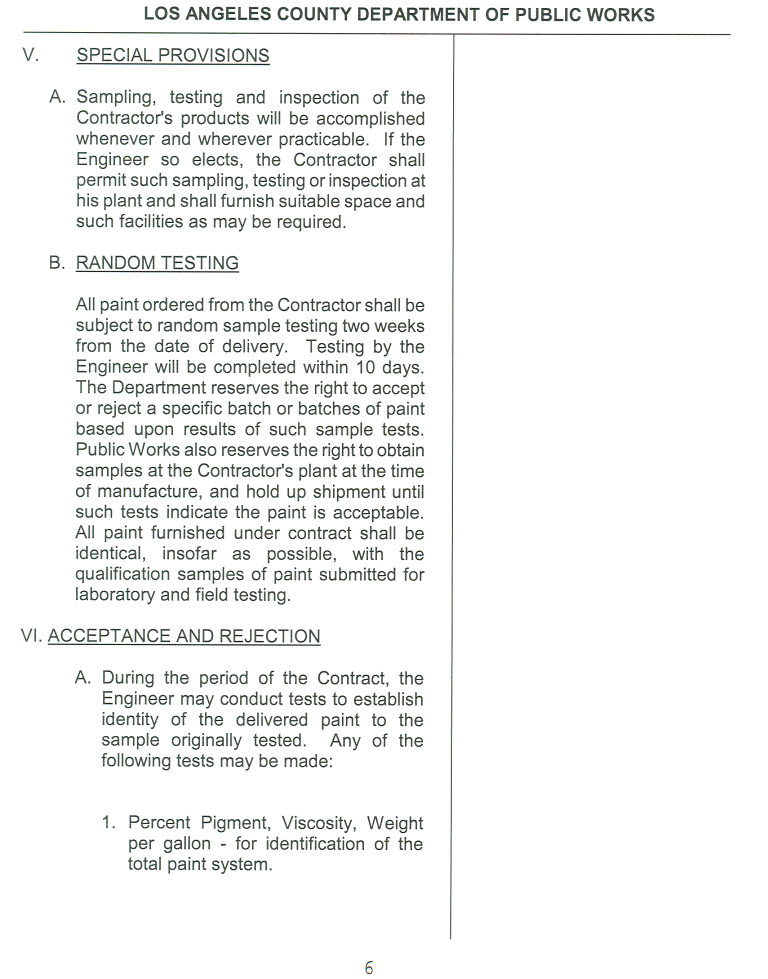 LOS ANGELES COUNTY DEPARTMENT OF PUBLIC WORKS
V. SPECIAL PROVISIONS
A. Sampling, testing and inspection of the
Contractor's products will be accomplished
whenever and wherever practicable. If the
Engineer so elects, the Contractor shall
permit such sampling, testing or inspection at
his plant and shall furnish suitable space and
such facilities as may be required.
B. RANDOM TESTING
All paint ordered from the Contractor shall be
subject to random sample testing two weeks
from the date of delivery. Testing by the
Engineer will be completed within 10 days.
The Department reserves the right to accept
or reject a specific batch or batches of paint
based upon results of such sample tests.
Public Works also reserves the right to obtain
samples at the Contractor's plant at the time
of manufacture, and hold up shipment until
such tests indicate the paint is acceptable.
All paint furnished under contract shall be
identical, insofar as possible, with the
qualification samples of paint submitted for
laboratory and field testing.
VI. ACCEPTANCE AND REJECTION
A. During the period of the Contract, the
Engineer may conduct tests to establish
identity of the delivered paint to the
sample originally tested. Any of the
following tests may be made:
1. Percent Pigment, Viscosity, Weight
per gallon - for identification of the
total paint system.
6